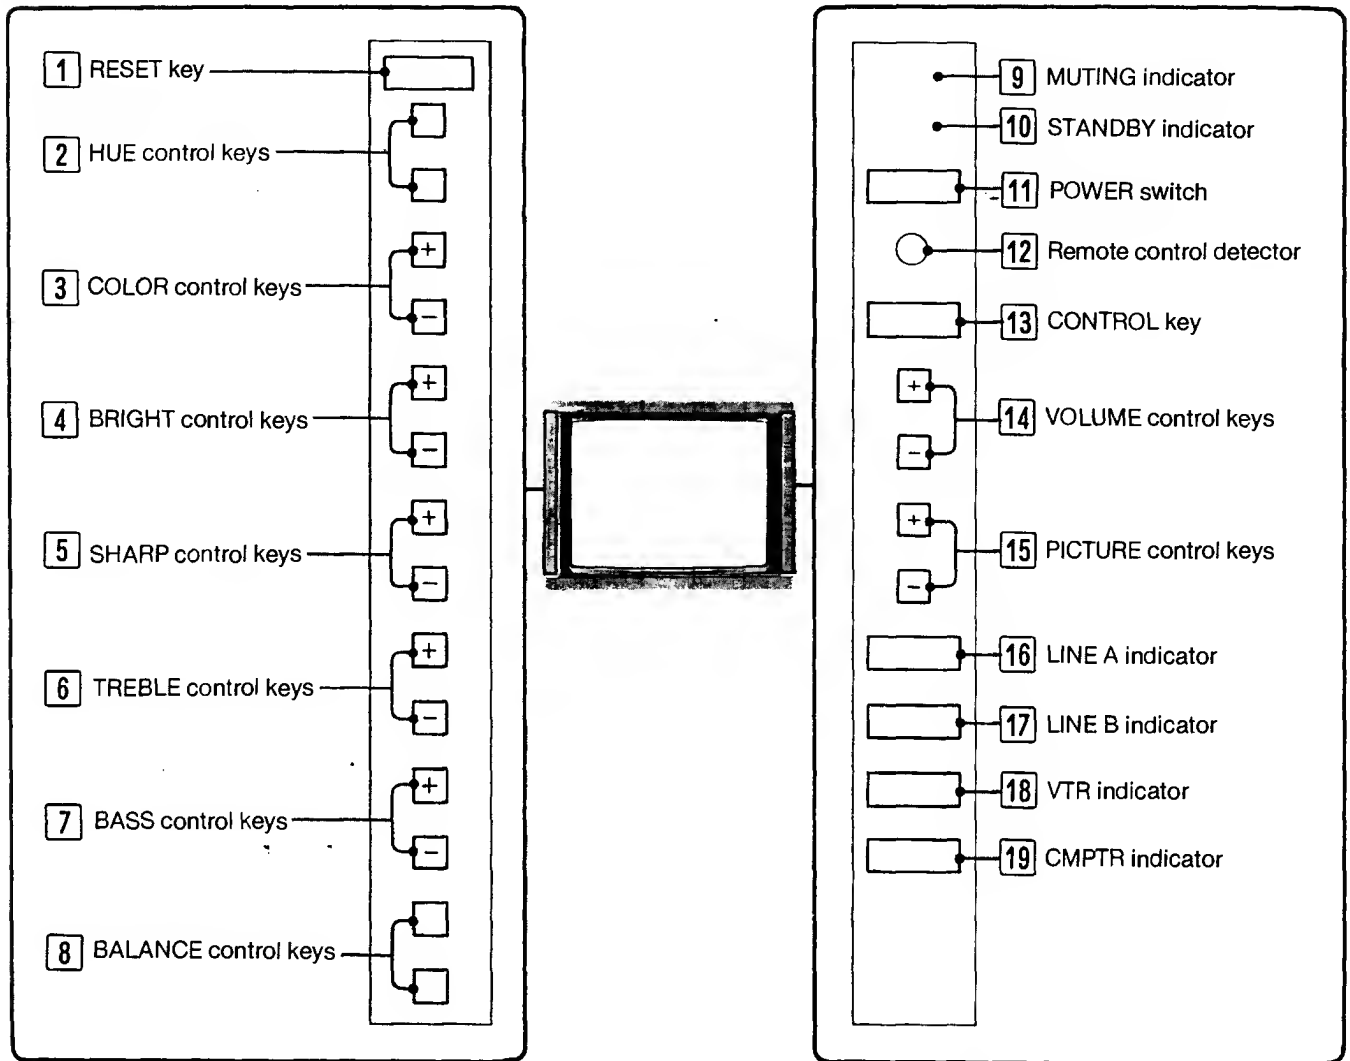 1 RESET key
2 HUE control keys
+
3 COLOR control keys
−
+
4 BRIGHT control keys
−
+
5 SHARP control keys
−
+
6 TREBLE control keys
−
+
7 BASS control keys
−
8 BALANCE control keys
9 MUTING indicator
10 STANDBY indicator
11 POWER switch
12 Remote control detector
13 CONTROL key
+
14 VOLUME control keys
−
+
15 PICTURE control keys
−
16 LINE A indicator
17 LINE B indicator
18 VTR indicator
19 CMPTR indicator